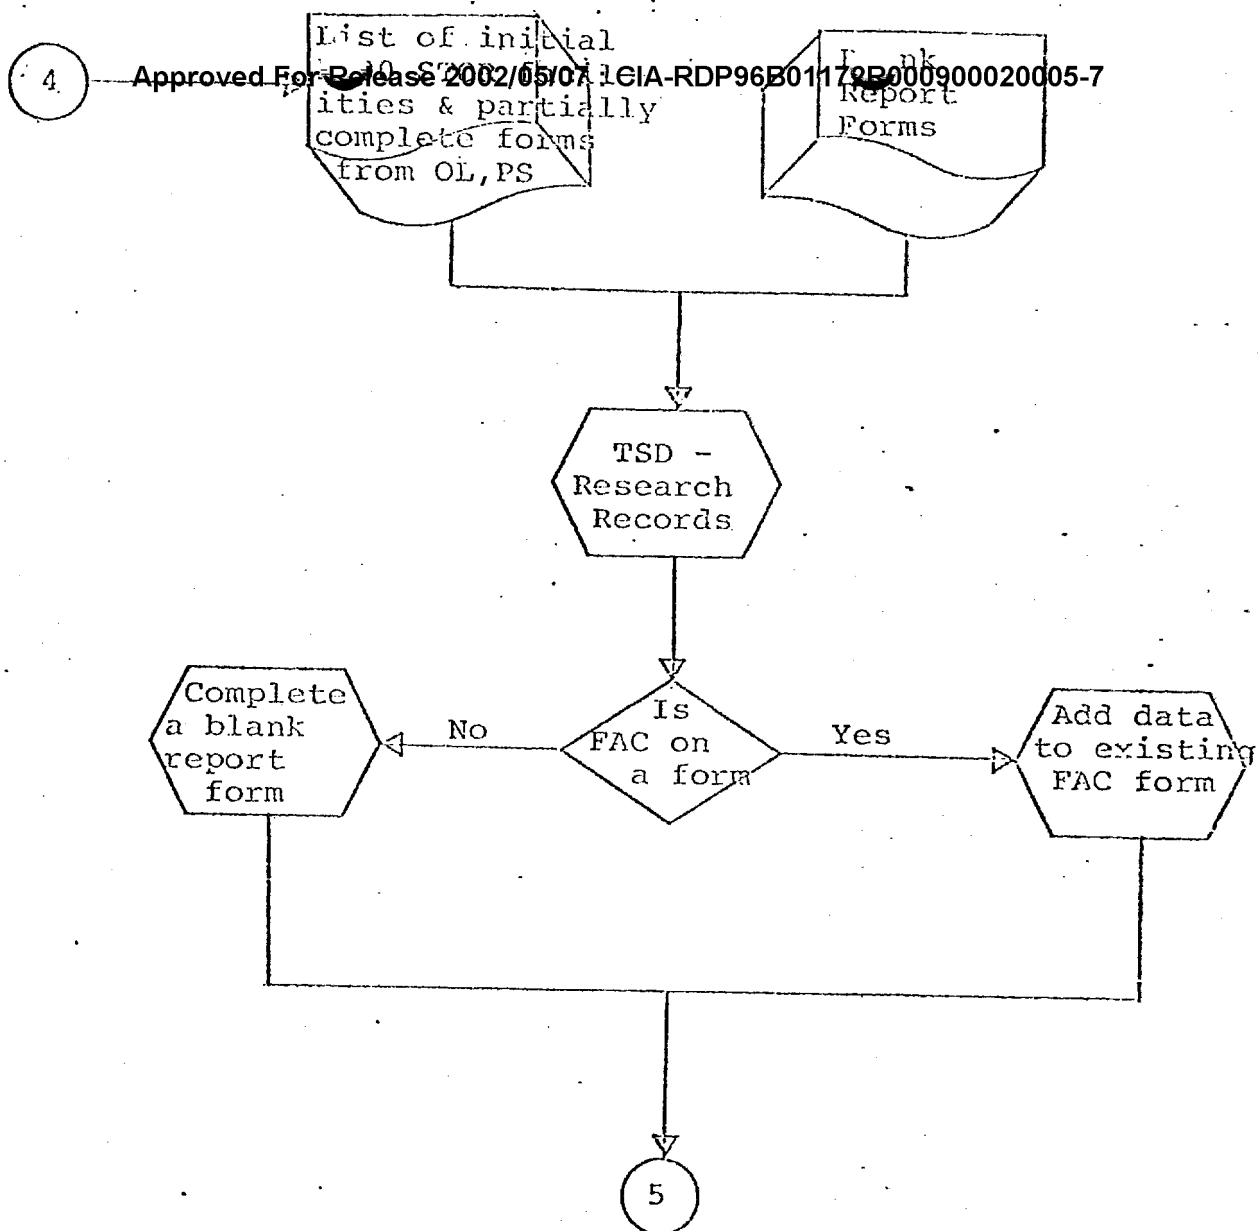 List of initial
STOR
ities & partially
complete forms
from OL,PS
4
Approved For Release 2002/05/07 : CIA-RDP96B01172R000900020005-7
Report
Forms
TSD -
Research
Records
Is
FAC on
a form
No
Yes
Complete
a blank
report
form
Add data
to existing
FAC form
5